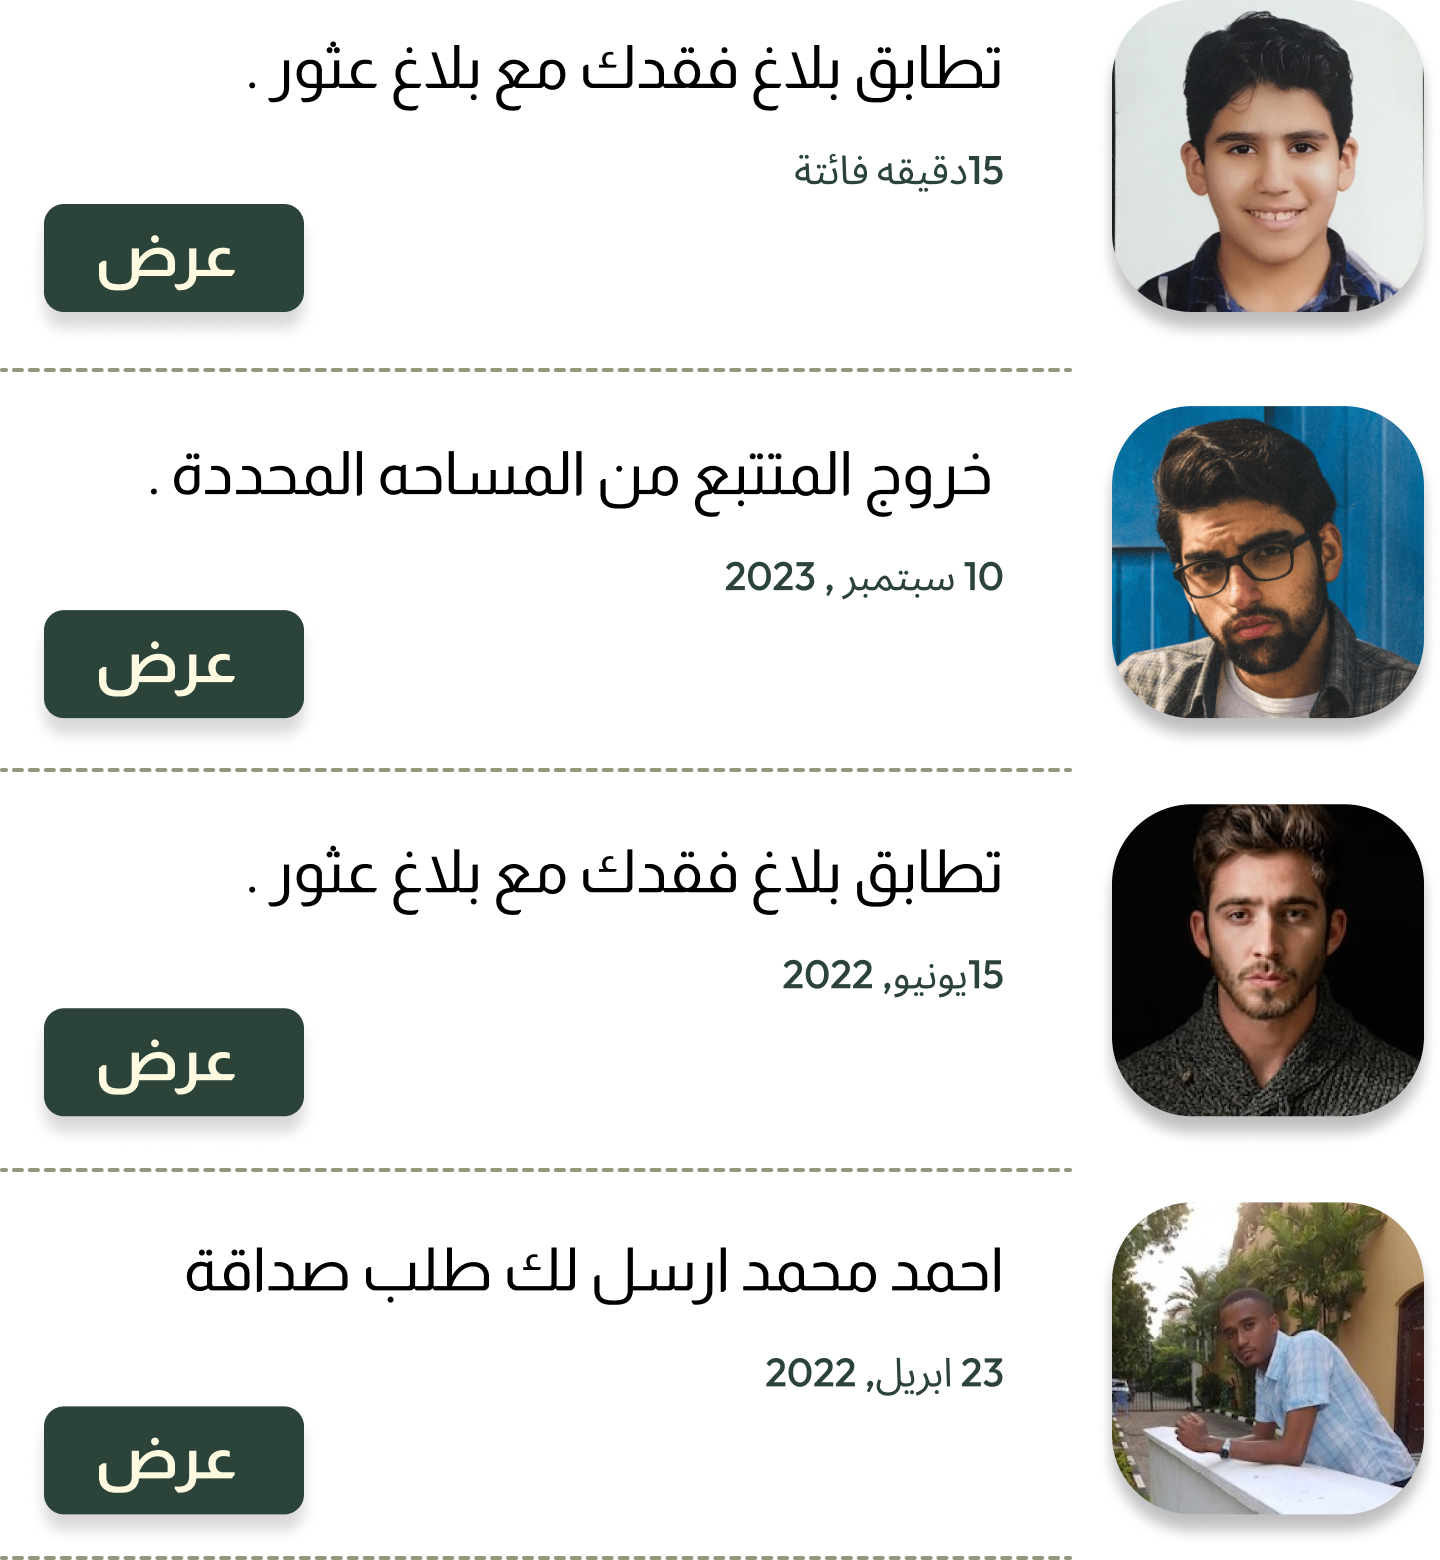 تطابق بلاغ فقدك مع بلاغ عثور .
15دقيقه فائتة
عرض
خروج المتتبع من المساحه المحددة .
10 سبتمبر , 2023
عرض
تطابق بلاغ فقدك مع بلاغ عثور .
15يونيو, 2022
عرض
احمد محمد ارسل لك طلب صداقة
23 ابريل, 2022
عرض